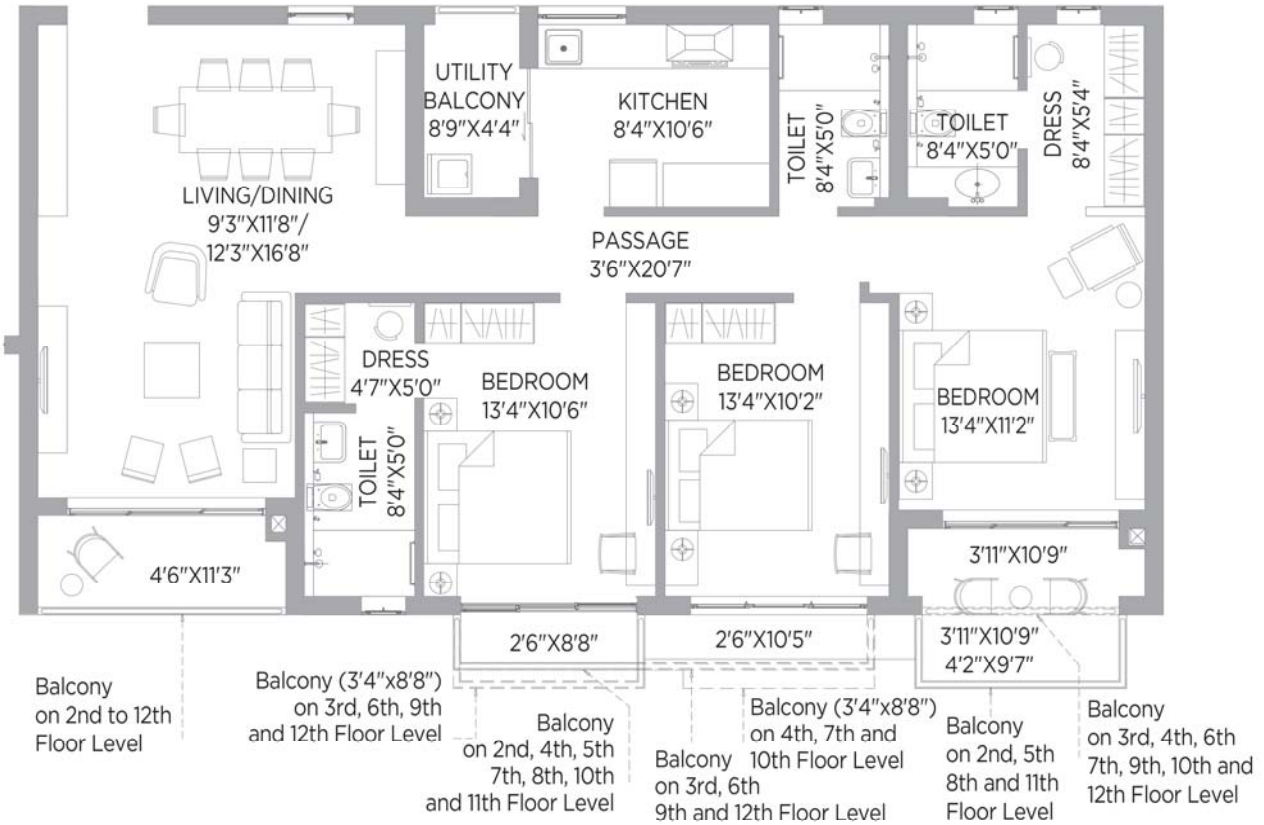 UTILITY
BALCONY
8'9"X4'4"
KITCHEN
8'4"X10'6"
TOILET
8'4"X5'0"
TOILET
8'4"X5'0"
DRESS
8'4"X5'4"
LIVING/DINING
9'3"X11'8"/
12'3"X16'8"
PASSAGE
3'6"X20'7"
DRESS
4'7"X5'0"
BEDROOM
13'4"X10'6"
BEDROOM
13'4"X10'2"
BEDROOM
13'4"X11'2"
TOILET
8'4"X5'0"
4'6"X11'3"
3'11"X10'9"
2'6"X8'8"
2'6"X10'5"
3'11"X10'9"
4'2"X9'7"
Balcony
on 2nd to 12th
Floor Level
Balcony (3'4"x8'8")
on 3rd, 6th, 9th
and 12th Floor Level
Balcony
on 2nd, 4th, 5th
7th, 8th, 10th
and 11th Floor Level
Balcony
on 3rd, 6th
9th and 12th Floor Level
Balcony (3'4"x8'8")
on 4th, 7th and
10th Floor Level
Balcony
on 2nd, 5th
8th and 11th
Floor Level
Balcony
on 3rd, 4th, 6th
7th, 9th, 10th and
12th Floor Level